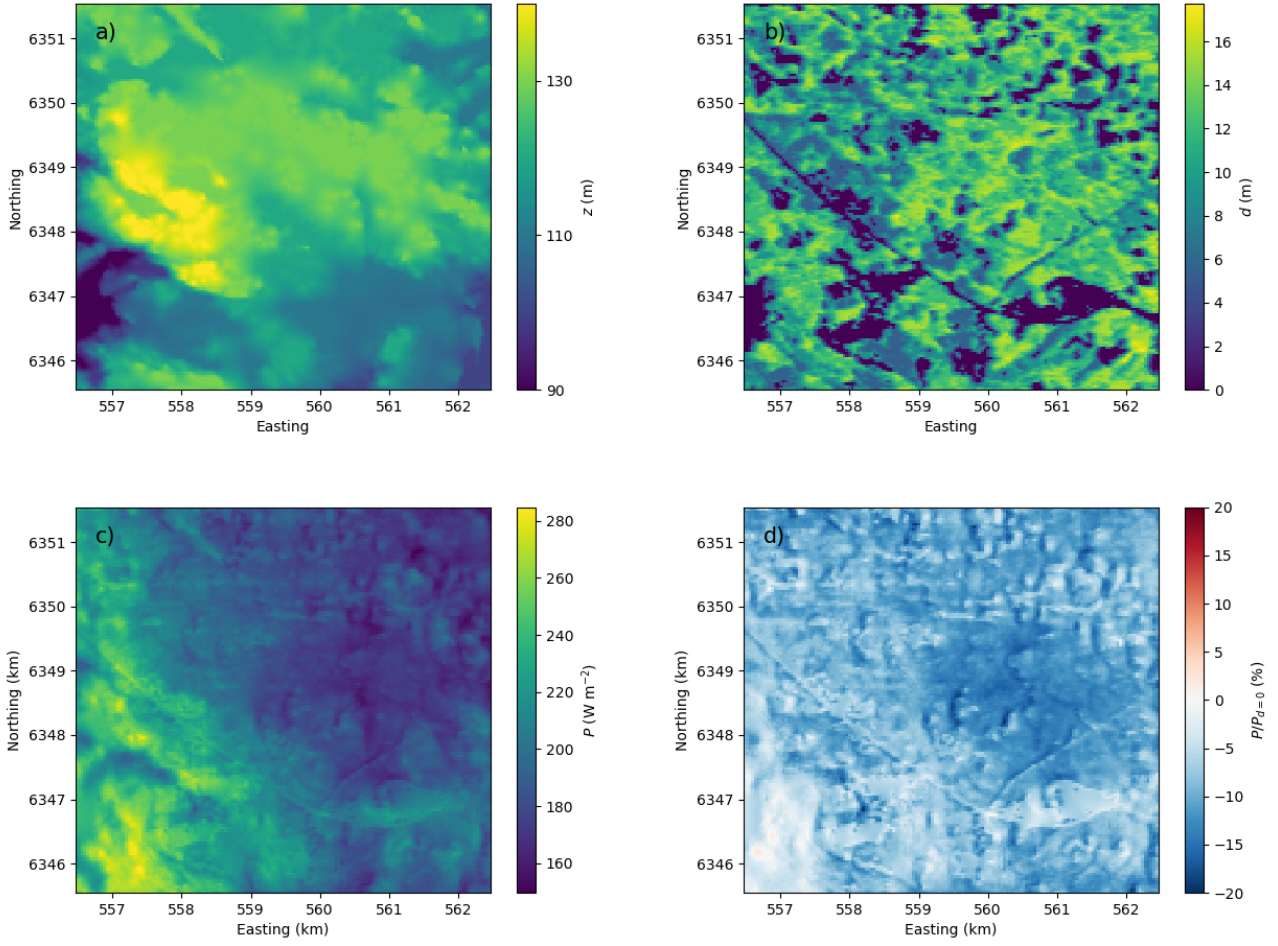 a)
6351
6350
6349
6348
6347
6346
Northing
557 558 559 560 561 562
Easting
130
110
90
z (m)
b)
6351
6350
6349
6348
6347
6346
Northing
557 558 559 560 561 562
Easting
16
14
12
10
8
6
4
2
0
d (m)
c)
6351
6350
6349
6348
6347
6346
Northing (km)
557 558 559 560 561 562
Easting (km)
280
260
240
220
200
180
160
P (W m⁻²)
d)
6351
6350
6349
6348
6347
6346
Northing (km)
557 558 559 560 561 562
Easting (km)
20
15
10
5
0
−5
−10
−15
−20
P/P_{d=0} (%)